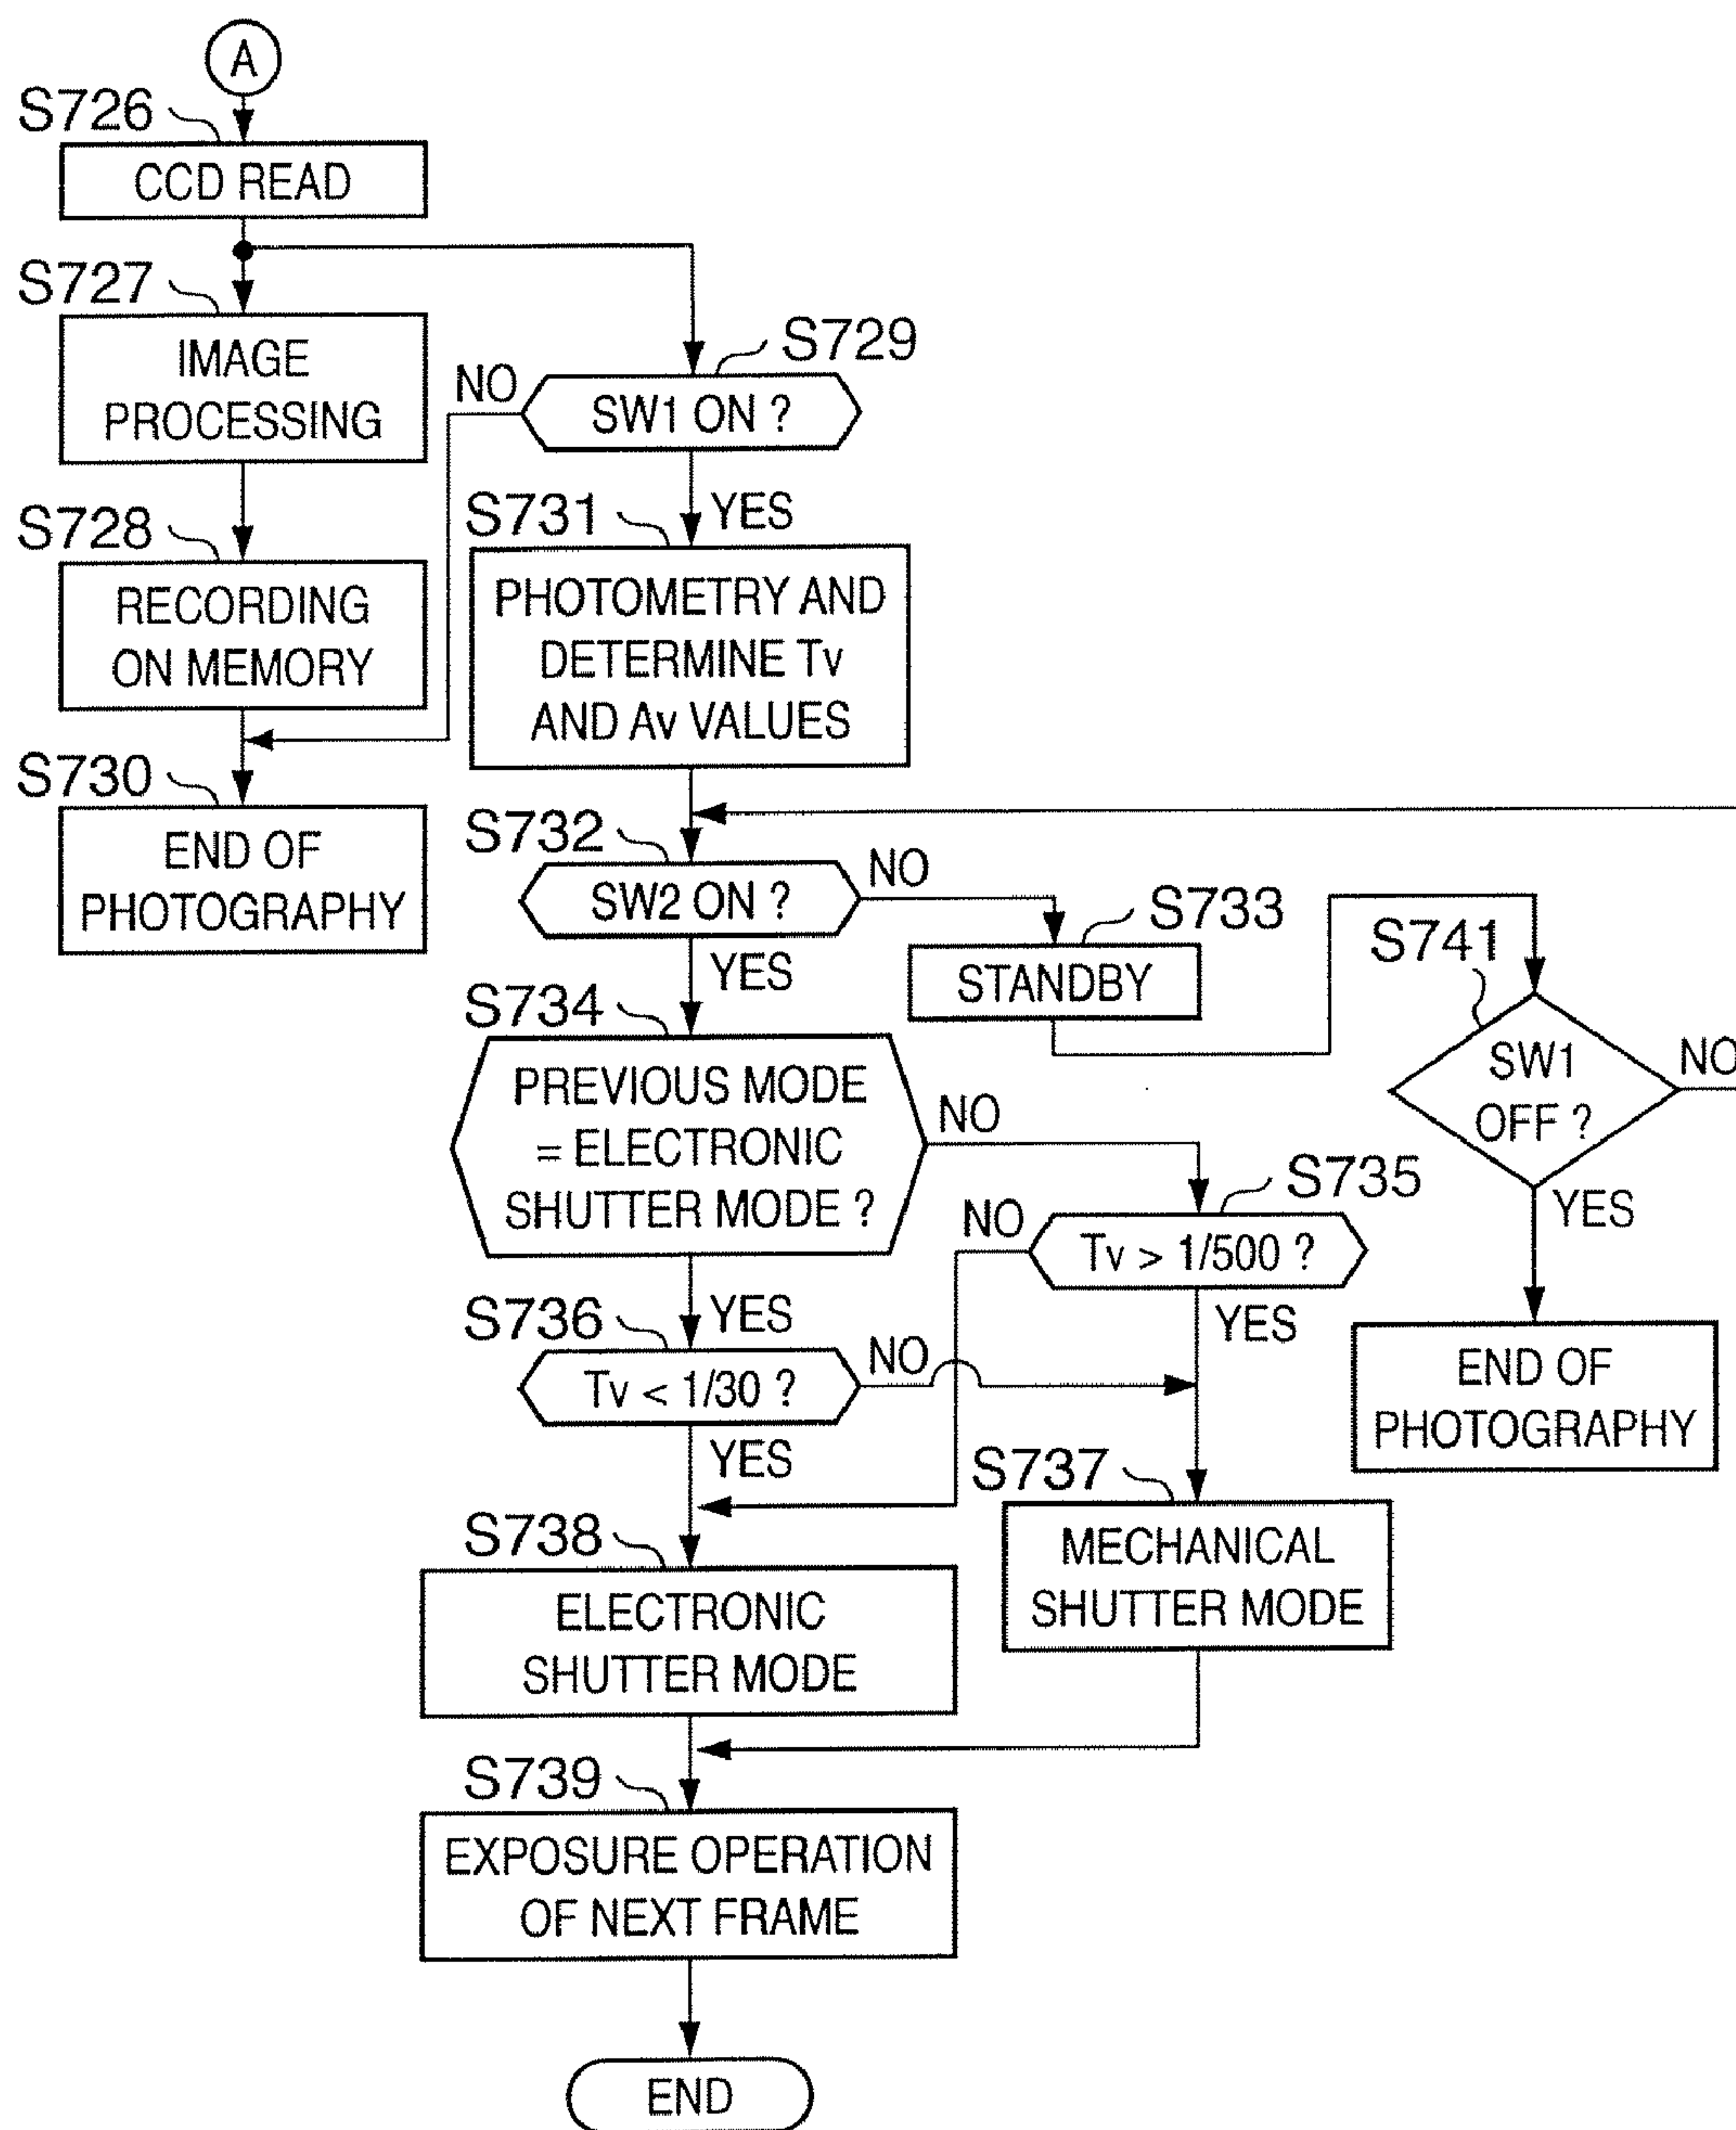 A
S726
CCD READ
S727
IMAGE
PROCESSING
S729
NO
SW1 ON ?
YES
S728
RECORDING
ON MEMORY
S731
PHOTOMETRY AND
DETERMINE Tv
AND Av VALUES
S730
END OF
PHOTOGRAPHY
S732
SW2 ON ?
NO
YES
S733
STANDBY
S741
SW1
OFF ?
NO
YES
END OF
PHOTOGRAPHY
S734
PREVIOUS MODE
= ELECTRONIC
SHUTTER MODE ?
NO
YES
S735
NO
Tv > 1/500 ?
YES
S736
Tv < 1/30 ?
NO
YES
S737
MECHANICAL
SHUTTER MODE
S738
ELECTRONIC
SHUTTER MODE
S739
EXPOSURE OPERATION
OF NEXT FRAME
END